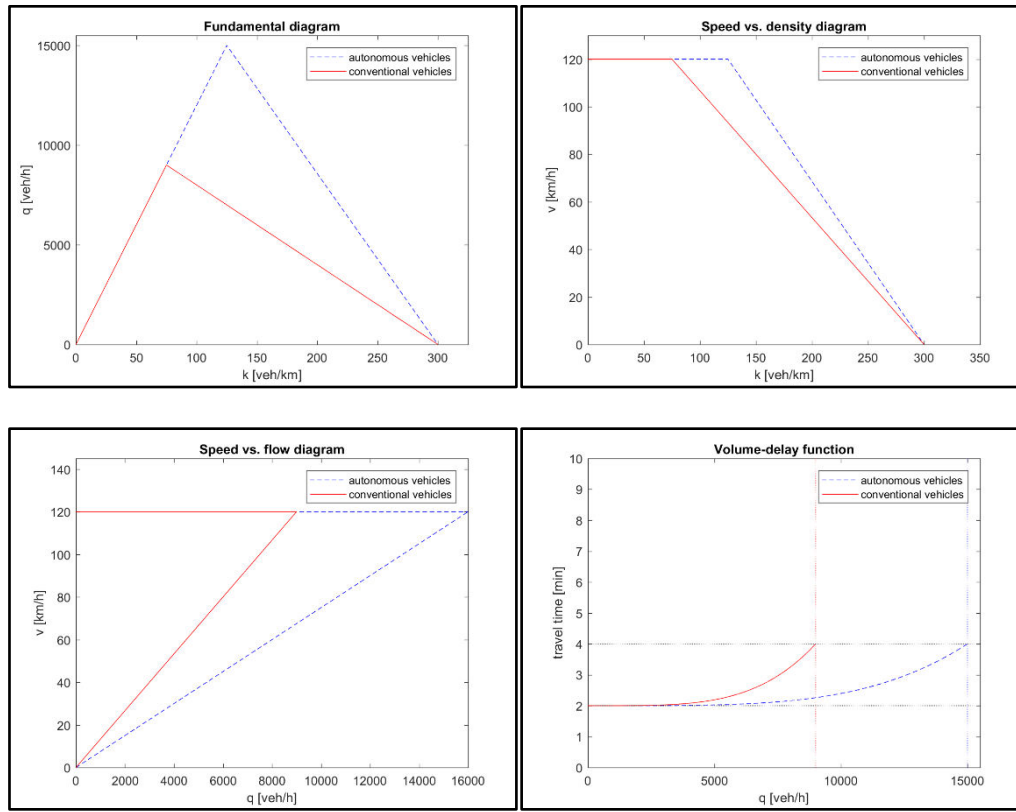 Fundamental diagram
autonomous vehicles
conventional vehicles
15000
10000
5000
0
q [veh/h]
0 50 100 150 200 250 300
k [veh/km]
Speed vs. density diagram
autonomous vehicles
conventional vehicles
120
100
80
60
40
20
0
v [km/h]
0 50 100 150 200 250 300 350
k [veh/km]
Speed vs. flow diagram
autonomous vehicles
conventional vehicles
140
120
100
80
60
40
20
0
v [km/h]
0 2000 4000 6000 8000 10000 12000 14000 16000
q [veh/h]
Volume-delay function
autonomous vehicles
conventional vehicles
10
9
8
7
6
5
4
3
2
1
0
travel time [min]
0 5000 10000 15000
q [veh/h]